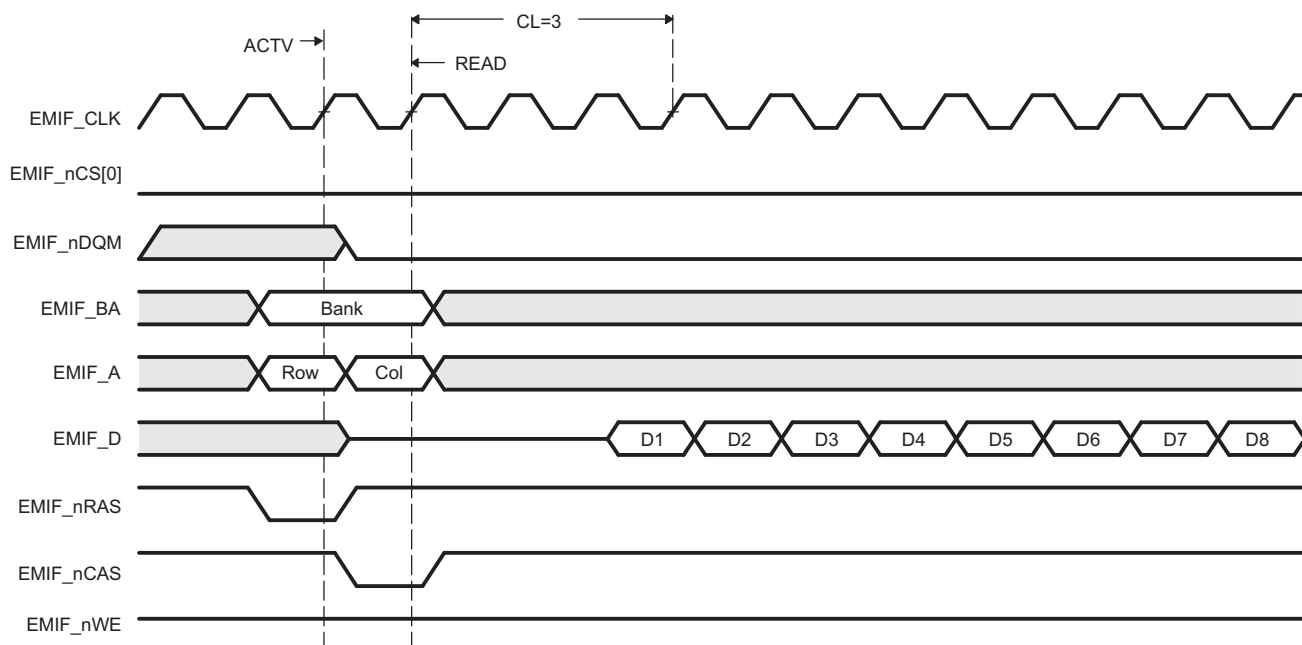 CL=3
ACTV
READ
EMIF_CLK
EMIF_nCS[0]
EMIF_nDQM
EMIF_BA
Bank
EMIF_A
Row Col
EMIF_D
D1 D2 D3 D4 D5 D6 D7 D8
EMIF_nRAS
EMIF_nCAS
EMIF_nWE